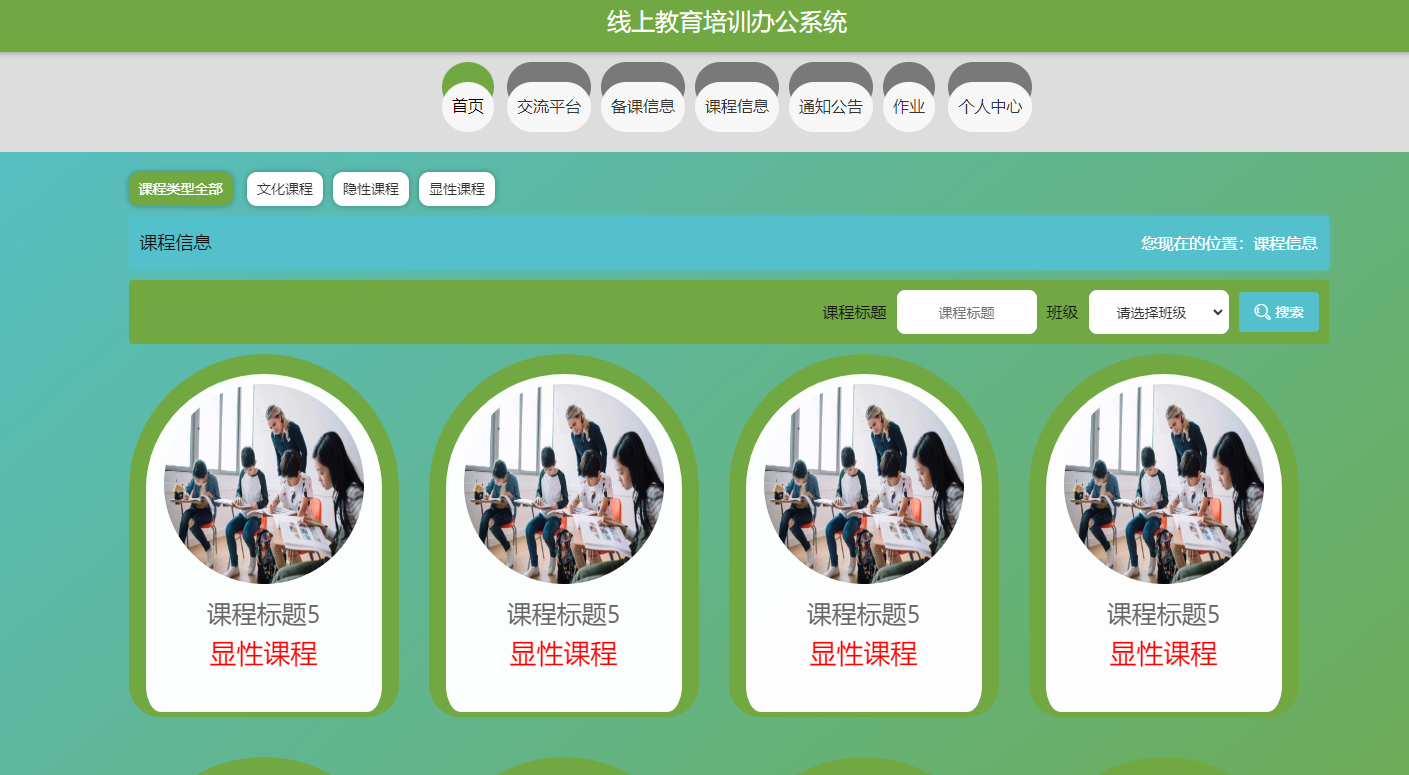 线上教育培训办公系统
首页 交流平台 备课信息 课程信息 通知公告 作业 个人中心
课程类型全部 文化课程 隐性课程 显性课程
课程信息 您现在的位置：课程信息
课程标题 课程标题 班级 请选择班级 搜索
课程标题5 课程标题5 课程标题5 课程标题5
显性课程 显性课程 显性课程 显性课程